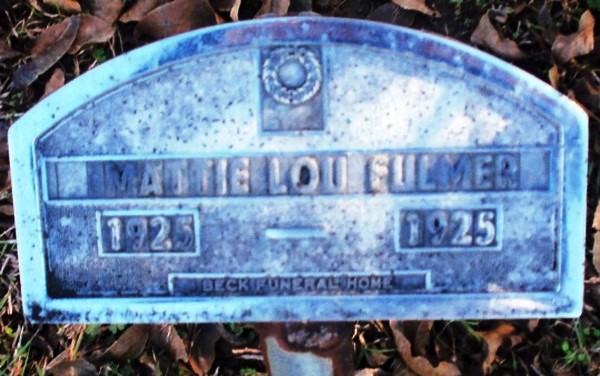 MATTIE LOU FULMER
1925 — 1925
BECK FUNERAL HOME